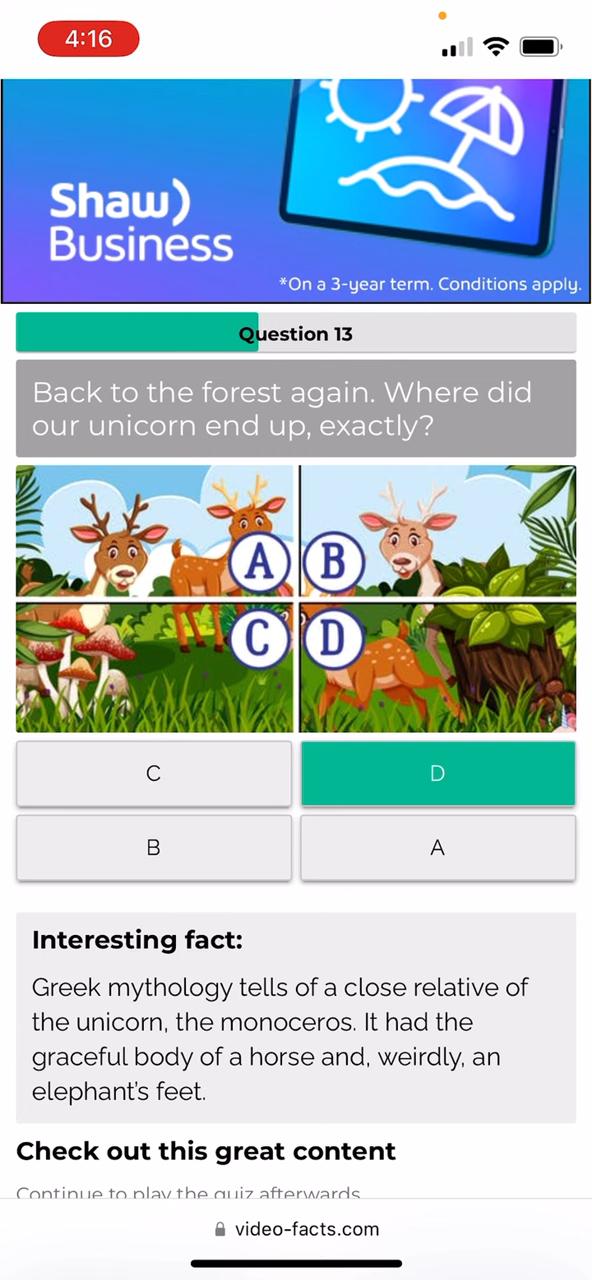 4:16
Shaw)
Business
*On a 3-year term. Conditions apply.
Question 13
Back to the forest again. Where did
our unicorn end up, exactly?
A B
C D
C
D
B
A
Interesting fact:
Greek mythology tells of a close relative of
the unicorn, the monoceros. It had the
graceful body of a horse and, weirdly, an
elephant's feet.
Check out this great content
Continue to play the quiz afterwards
video-facts.com